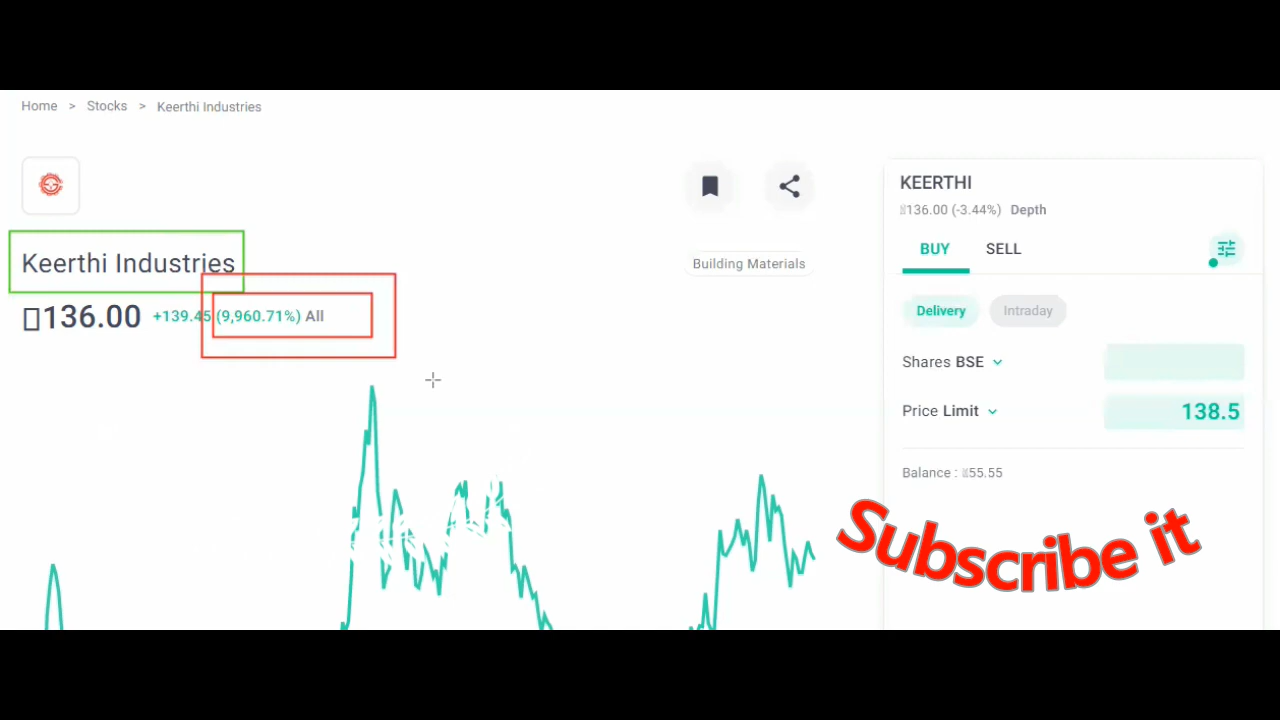 Home > Stocks > Keerthi Industries
Keerthi Industries
136.00 +139.45 (9,960.71%) All
Building Materials
KEERTHI
136.00 (-3.44%) Depth
BUY SELL
Delivery Intraday
Shares BSE
Price Limit 138.5
Balance : 55.55
Subscribe it